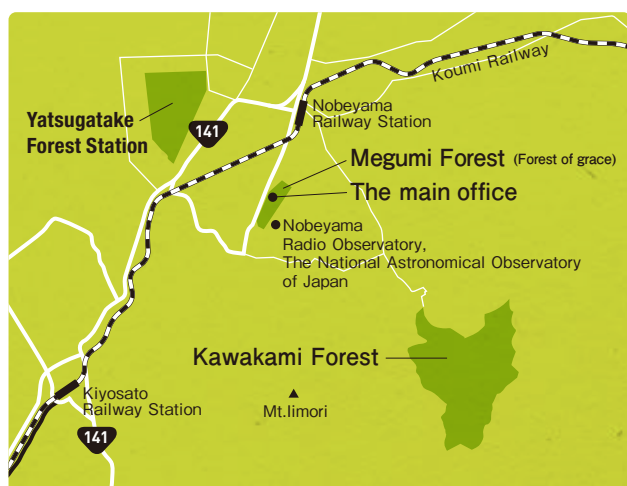 Koumi Railway
Nobeyama
Railway Station
Yatsugatake
Forest Station
141
Megumi Forest (Forest of grace)
The main office
Nobeyama
Radio Observatory,
The National Astronomical Observatory
of Japan
Kawakami Forest
Kiyosato
Railway Station
Mt.Iimori
141